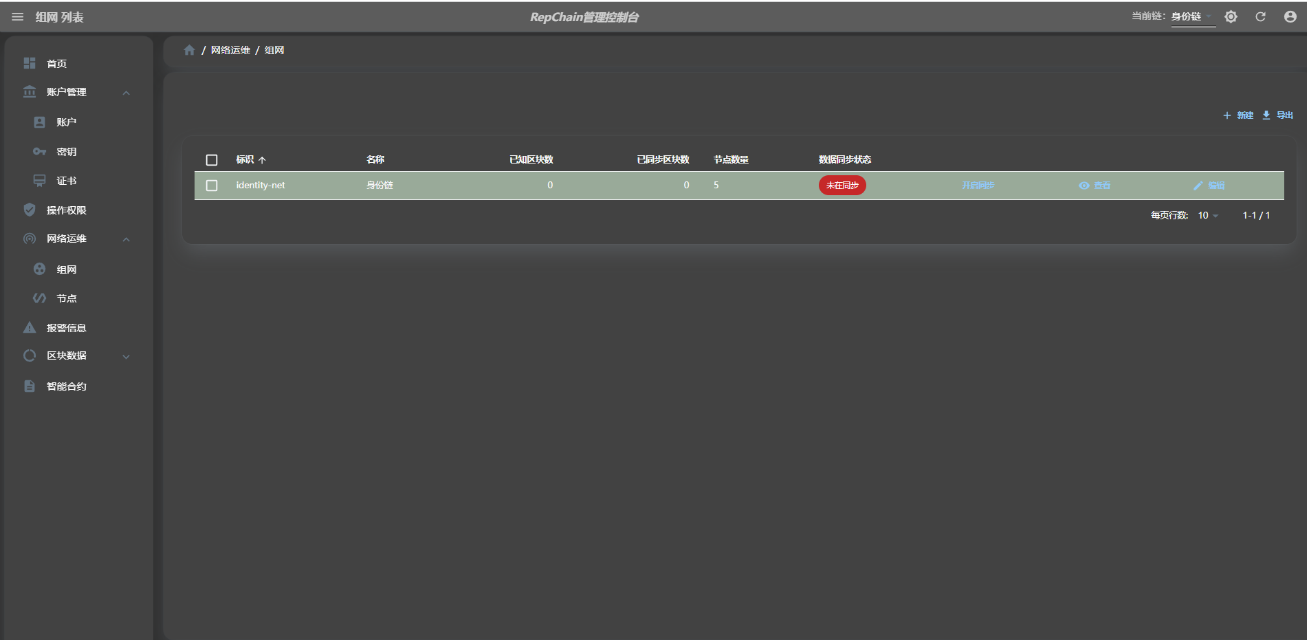 组网 列表
RepChain管理控制台
当前链: 身份链
首页
账户管理
账户
密钥
证书
操作权限
网络运维
组网
节点
报警信息
区块数据
智能合约
/ 网络运维 / 组网
新建 导出
标识 名称 已知区块数 已同步区块数 节点数量 数据同步状态
identity-net 身份链 0 0 5 未在同步 开启同步 查看 编辑
每页行数: 10 1-1 / 1